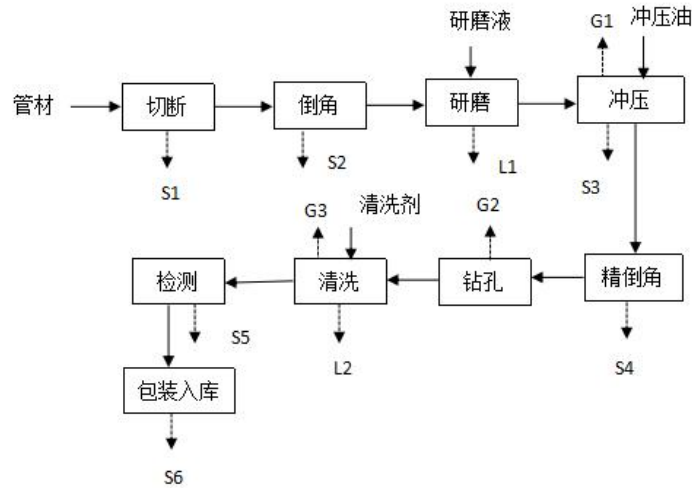 研磨液
G1
冲压油
管材
切断
倒角
研磨
冲压
S1
S2
L1
S3
G3
清洗剂
G2
检测
清洗
钻孔
精倒角
S5
L2
S4
包装入库
S6